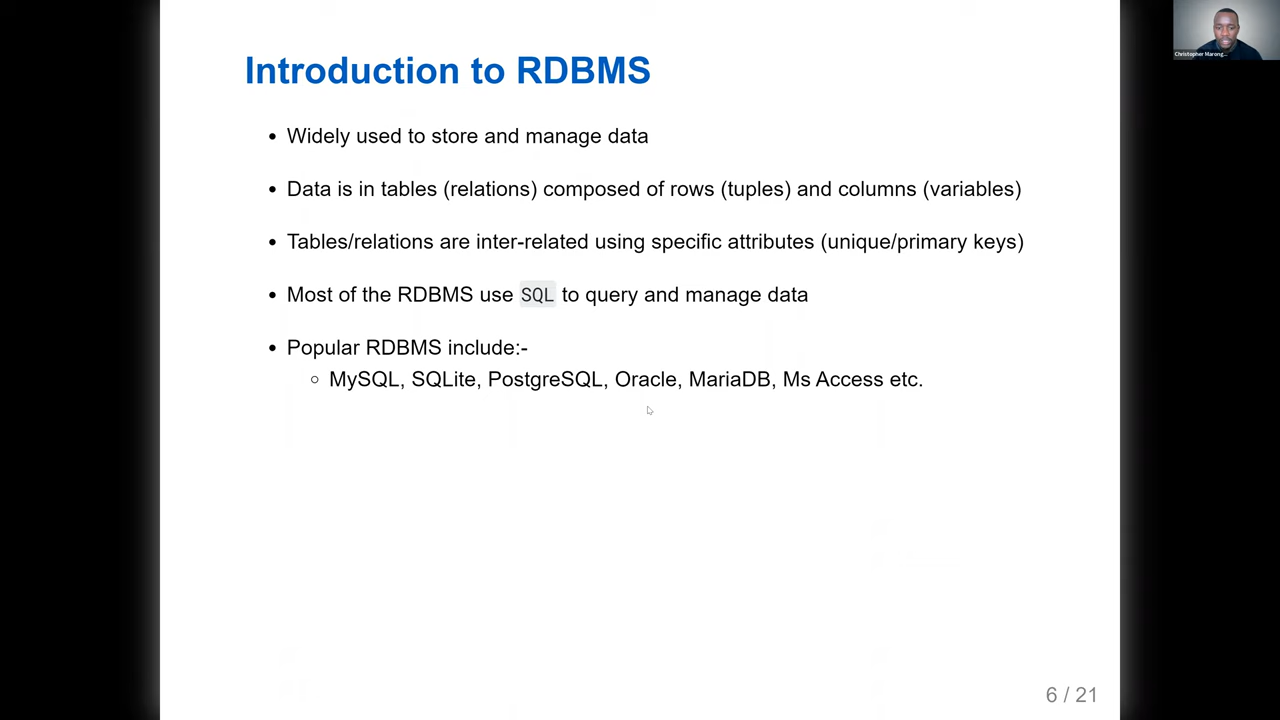 Introduction to RDBMS
Widely used to store and manage data
Data is in tables (relations) composed of rows (tuples) and columns (variables)
Tables/relations are inter-related using specific attributes (unique/primary keys)
Most of the RDBMS use SQL to query and manage data
Popular RDBMS include:-
MySQL, SQLite, PostgreSQL, Oracle, MariaDB, Ms Access etc.
6 / 21
Christopher Marong...